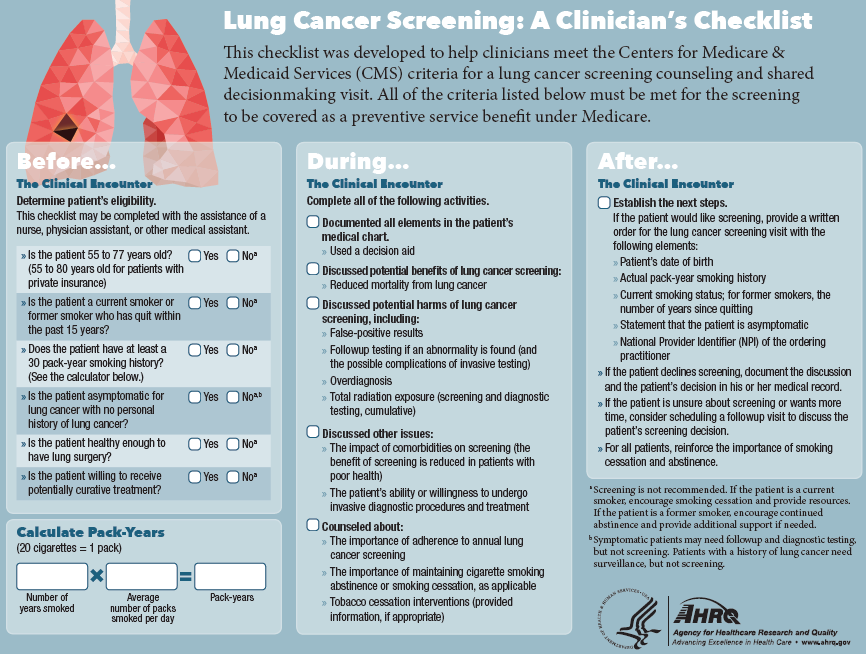 Lung Cancer Screening: A Clinician's Checklist
This checklist was developed to help clinicians meet the Centers for Medicare &
Medicaid Services (CMS) criteria for a lung cancer screening counseling and shared
decisionmaking visit. All of the criteria listed below must be met for the screening
to be covered as a preventive service benefit under Medicare.
Before...
The Clinical Encounter
Determine patient's eligibility.
This checklist may be completed with the assistance of a
nurse, physician assistant, or other medical assistant.
» Is the patient 55 to 77 years old? Yes Noᵃ
(55 to 80 years old for patients with
private insurance)
» Is the patient a current smoker or Yes Noᵃ
former smoker who has quit within
the past 15 years?
» Does the patient have at least a Yes Noᵃ
30 pack-year smoking history?
(See the calculator below.)
» Is the patient asymptomatic for Yes Noᵃ,ᵇ
lung cancer with no personal
history of lung cancer?
» Is the patient healthy enough to Yes Noᵃ
have lung surgery?
» Is the patient willing to receive Yes Noᵃ
potentially curative treatment?
Calculate Pack-Years
(20 cigarettes = 1 pack)
× =
Number of
years smoked
Average
number of packs
smoked per day
Pack-years
During...
The Clinical Encounter
Complete all of the following activities.
Documented all elements in the patient's
medical chart.
» Used a decision aid
Discussed potential benefits of lung cancer screening:
» Reduced mortality from lung cancer
Discussed potential harms of lung cancer
screening, including:
» False-positive results
» Followup testing if an abnormality is found (and
the possible complications of invasive testing)
» Overdiagnosis
» Total radiation exposure (screening and diagnostic
testing, cumulative)
Discussed other issues:
» The impact of comorbidities on screening (the
benefit of screening is reduced in patients with
poor health)
» The patient's ability or willingness to undergo
invasive diagnostic procedures and treatment
Counseled about:
» The importance of adherence to annual lung
cancer screening
» The importance of maintaining cigarette smoking
abstinence or smoking cessation, as applicable
» Tobacco cessation interventions (provided
information, if appropriate)
After...
The Clinical Encounter
Establish the next steps.
If the patient would like screening, provide a written
order for the lung cancer screening visit with the
following elements:
» Patient's date of birth
» Actual pack-year smoking history
» Current smoking status; for former smokers, the
number of years since quitting
» Statement that the patient is asymptomatic
» National Provider Identifier (NPI) of the ordering
practitioner
» If the patient declines screening, document the discussion
and the patient's decision in his or her medical record.
» If the patient is unsure about screening or wants more
time, consider scheduling a followup visit to discuss the
patient's screening decision.
» For all patients, reinforce the importance of smoking
cessation and abstinence.
ᵃ Screening is not recommended. If the patient is a current
smoker, encourage smoking cessation and provide resources.
If the patient is a former smoker, encourage continued
abstinence and provide additional support if needed.
ᵇ Symptomatic patients may need followup and diagnostic testing,
but not screening. Patients with a history of lung cancer need
surveillance, but not screening.
DEPARTMENT OF HEALTH & HUMAN SERVICES • USA
AHRQ
Agency for Healthcare Research and Quality
Advancing Excellence in Health Care • www.ahrq.gov